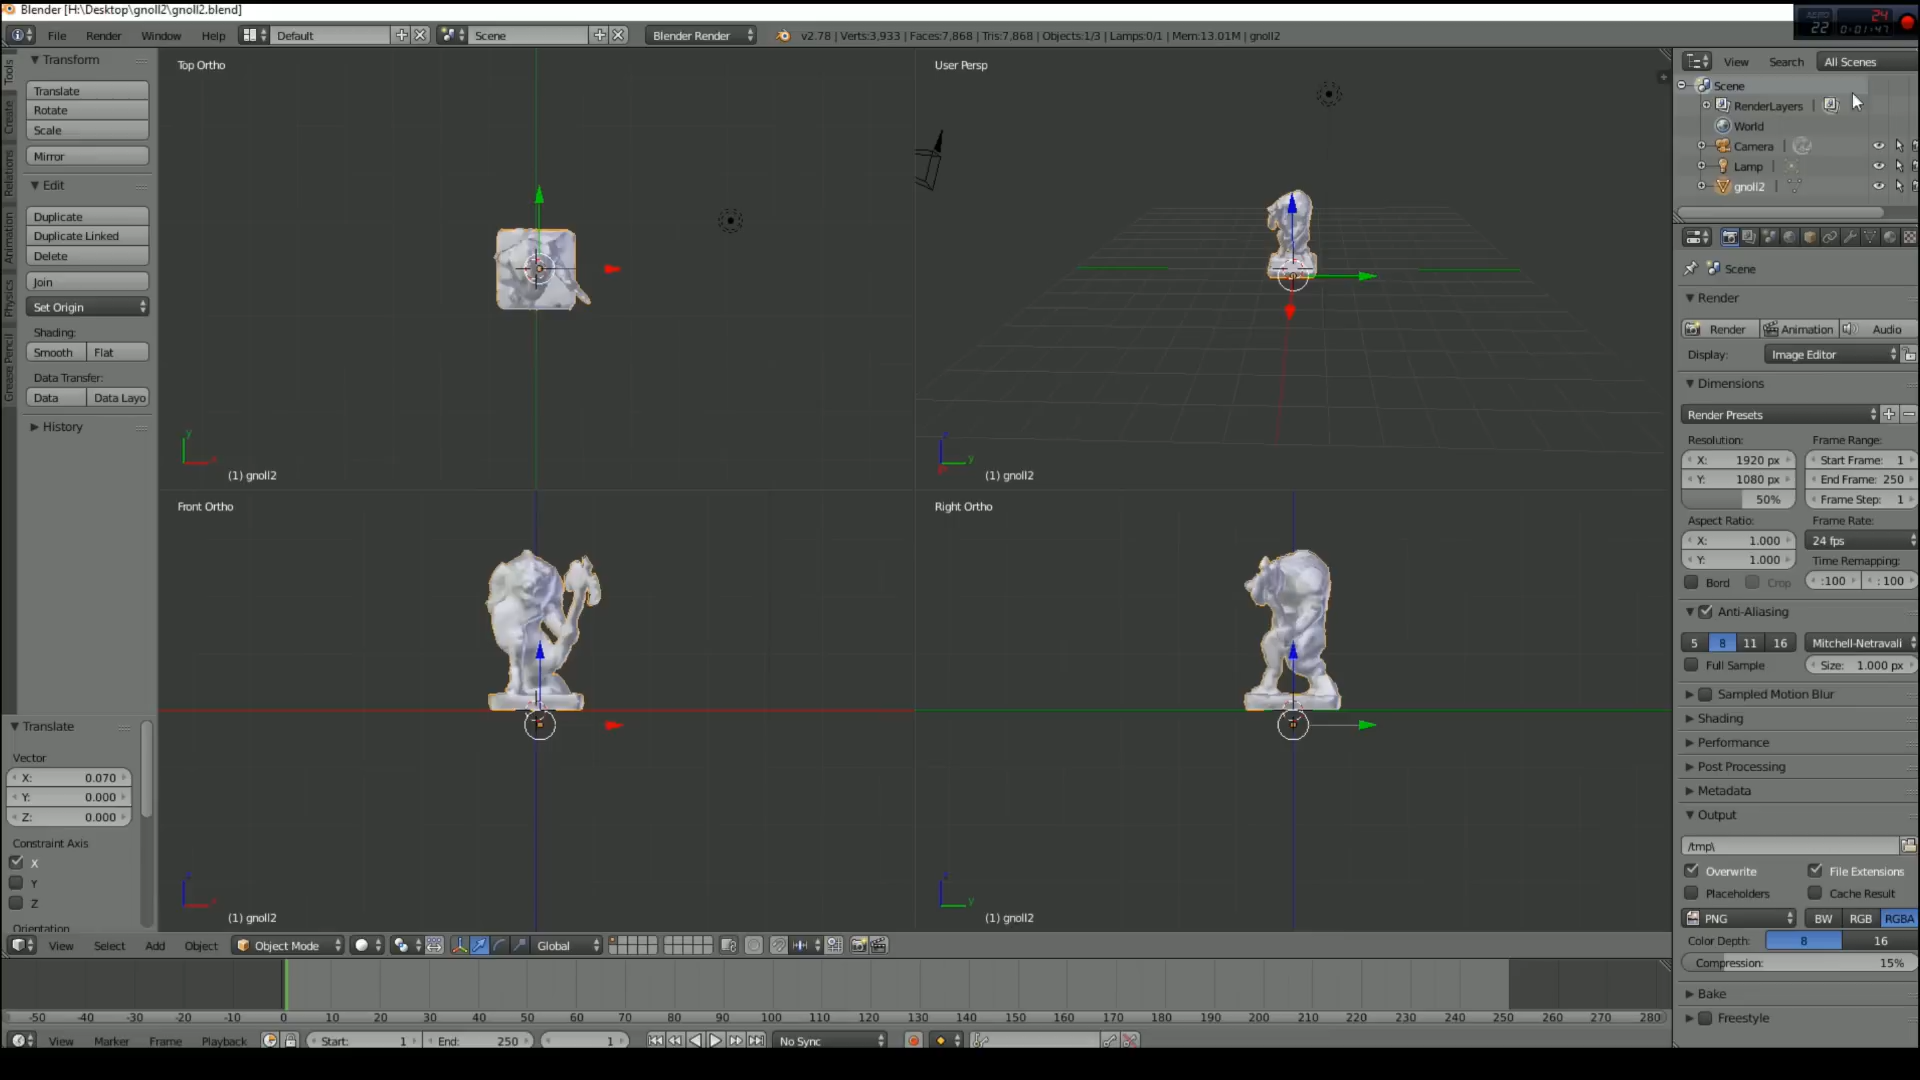 Blender [H:\Desktop\gnoll2\gnoll2.blend]
File Render Window Help Default Scene Blender Render v2.78 | Verts:3,933 | Faces:7,868 | Tris:7,868 | Objects:1/3 | Lamps:0/1 | Mem:13.01M | gnoll2
22 24 0:01:47
Tools
Create
Relations
Animation
Physics
Grease Pencil
Transform
Translate
Rotate
Scale
Mirror
Edit
Duplicate
Duplicate Linked
Delete
Join
Set Origin
Shading:
Smooth Flat
Data Transfer:
Data Data Layo
History
Translate
Vector
X: 0.070
Y: 0.000
Z: 0.000
Constraint Axis
X
Y
Z
Orientation
Top Ortho
y
x
(1) gnoll2
User Persp
z
y
(1) gnoll2
Front Ortho
z
x
(1) gnoll2
Right Ortho
z
y
(1) gnoll2
View Select Add Object Object Mode Global
-50 -40 -30 -20 -10 0 10 20 30 40 50 60 70 80 90 100 110 120 130 140 150 160 170 180 190 200 210 220 230 240 250 260 270 280
View Marker Frame Playback Start: 1 End: 250 1 No Sync
View Search All Scenes
Scene
RenderLayers |
World
Camera |
Lamp |
gnoll2 |
Scene
Render
Render Animation Audio
Display: Image Editor
Dimensions
Render Presets
Resolution: Frame Range:
X: 1920 px Start Frame: 1
Y: 1080 px End Frame: 250
50% Frame Step: 1
Aspect Ratio: Frame Rate:
X: 1.000 24 fps
Y: 1.000 Time Remapping:
Bord Crop :100 : 100
Anti-Aliasing
5 8 11 16 Mitchell-Netravali
Full Sample Size: 1.000 px
Sampled Motion Blur
Shading
Performance
Post Processing
Metadata
Output
/tmp\
Overwrite File Extensions
Placeholders Cache Result
PNG BW RGB RGBA
Color Depth: 8 16
Compression: 15%
Bake
Freestyle